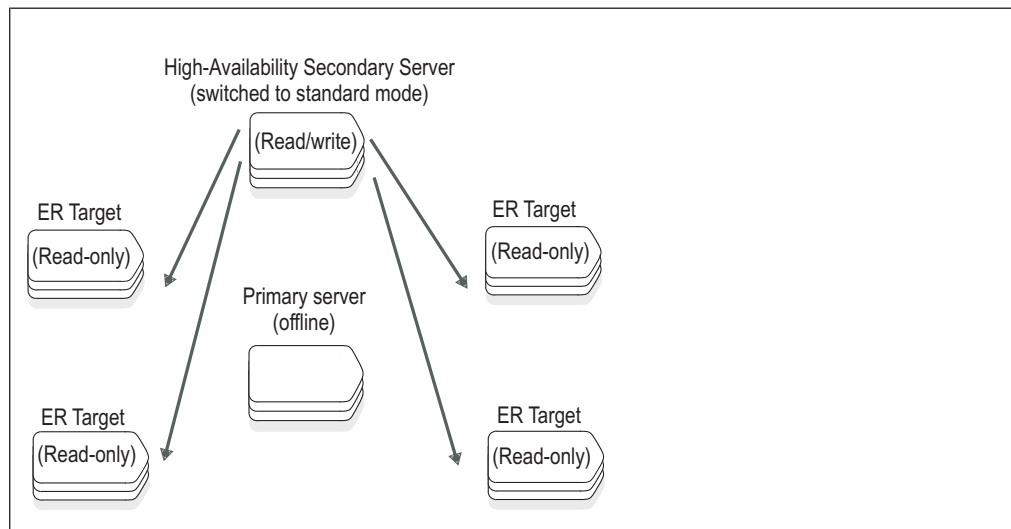 High-Availability Secondary Server
(switched to standard mode)
(Read/write)
ER Target
(Read-only)
ER Target
(Read-only)
Primary server
(offline)
ER Target
(Read-only)
ER Target
(Read-only)